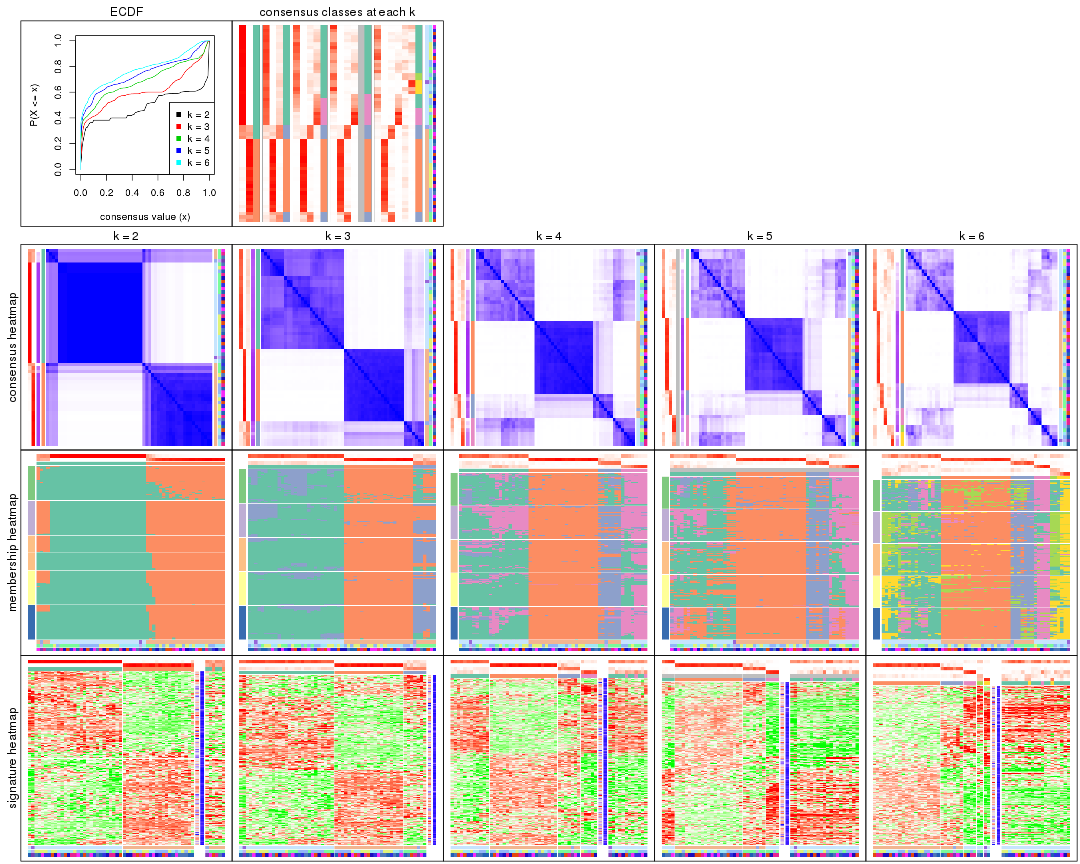 ECDF
consensus classes at each k
P(X <= x)
0.0 0.2 0.4 0.6 0.8 1.0
k = 2
k = 3
k = 4
k = 5
k = 6
0.0 0.2 0.4 0.6 0.8 1.0
consensus value (x)
k = 2
k = 3
k = 4
k = 5
k = 6
consensus heatmap
membership heatmap
signature heatmap